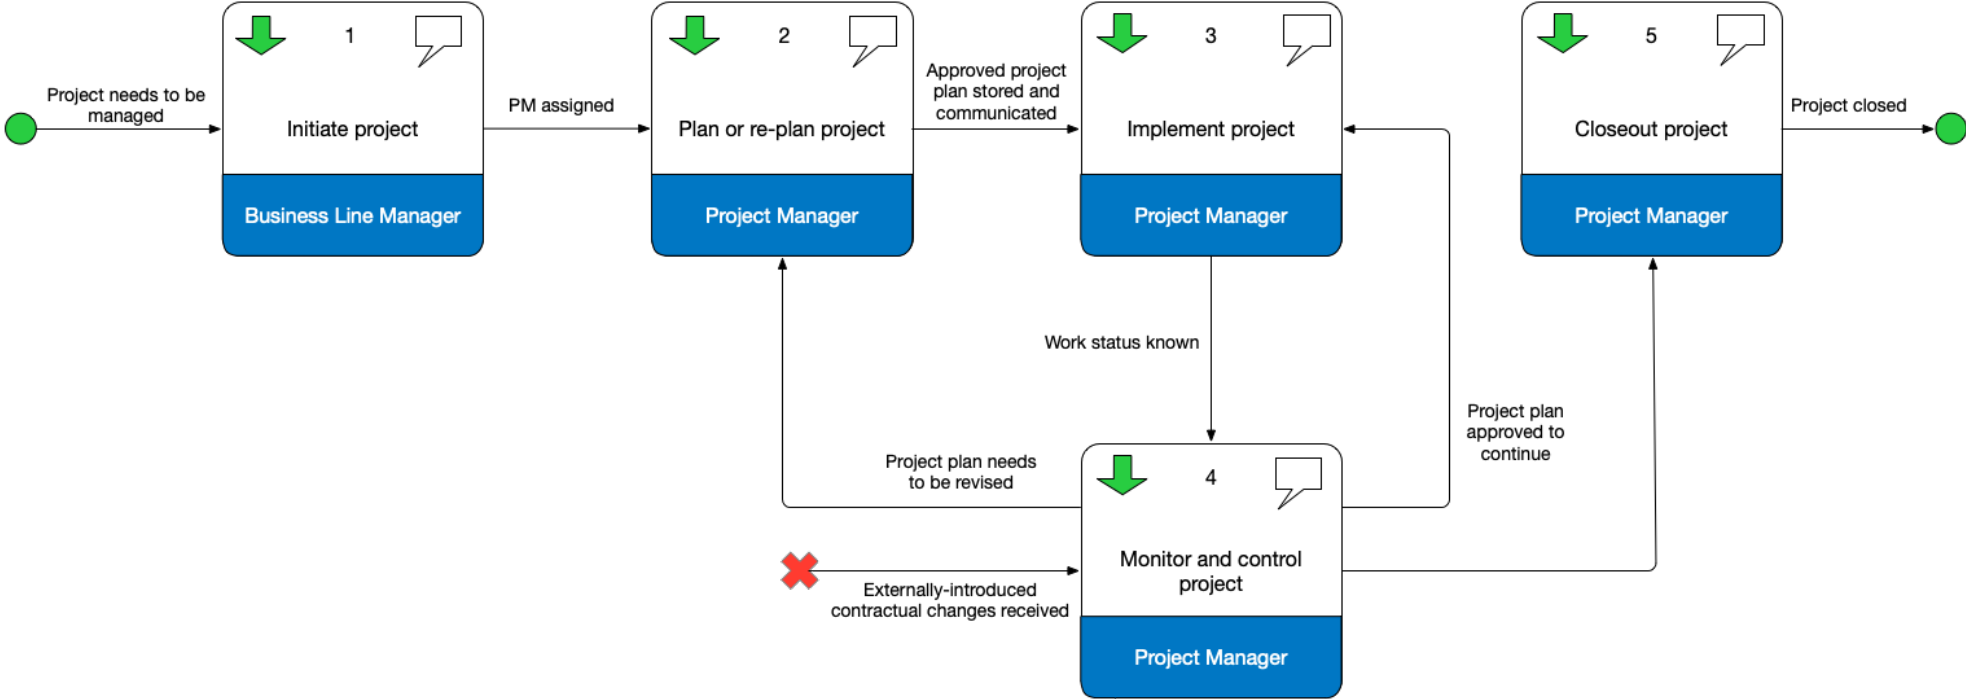 Project needs to be
managed
1
Initiate project
Business Line Manager
PM assigned
2
Plan or re-plan project
Project Manager
Approved project
plan stored and
communicated
3
Implement project
Project Manager
5
Closeout project
Project Manager
Project closed
Work status known
Project plan
approved to
continue
Project plan needs
to be revised
4
Monitor and control
project
Project Manager
Externally-introduced
contractual changes received